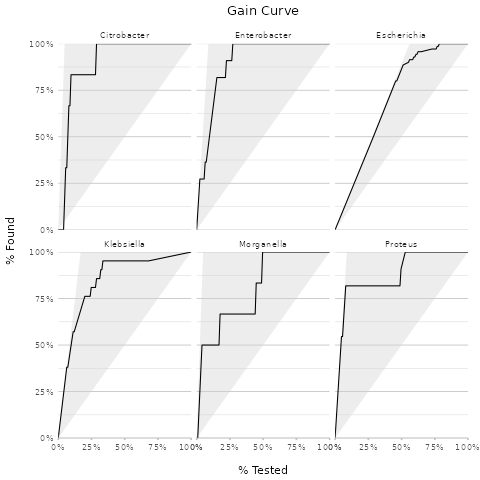 Gain Curve
Citrobacter Enterobacter Escherichia
100%
75%
50%
25%
0%
Klebsiella Morganella Proteus
100%
75%
50%
25%
0%
0% 25% 50% 75% 100% 0% 25% 50% 75% 100% 0% 25% 50% 75% 100%
% Tested
% Found